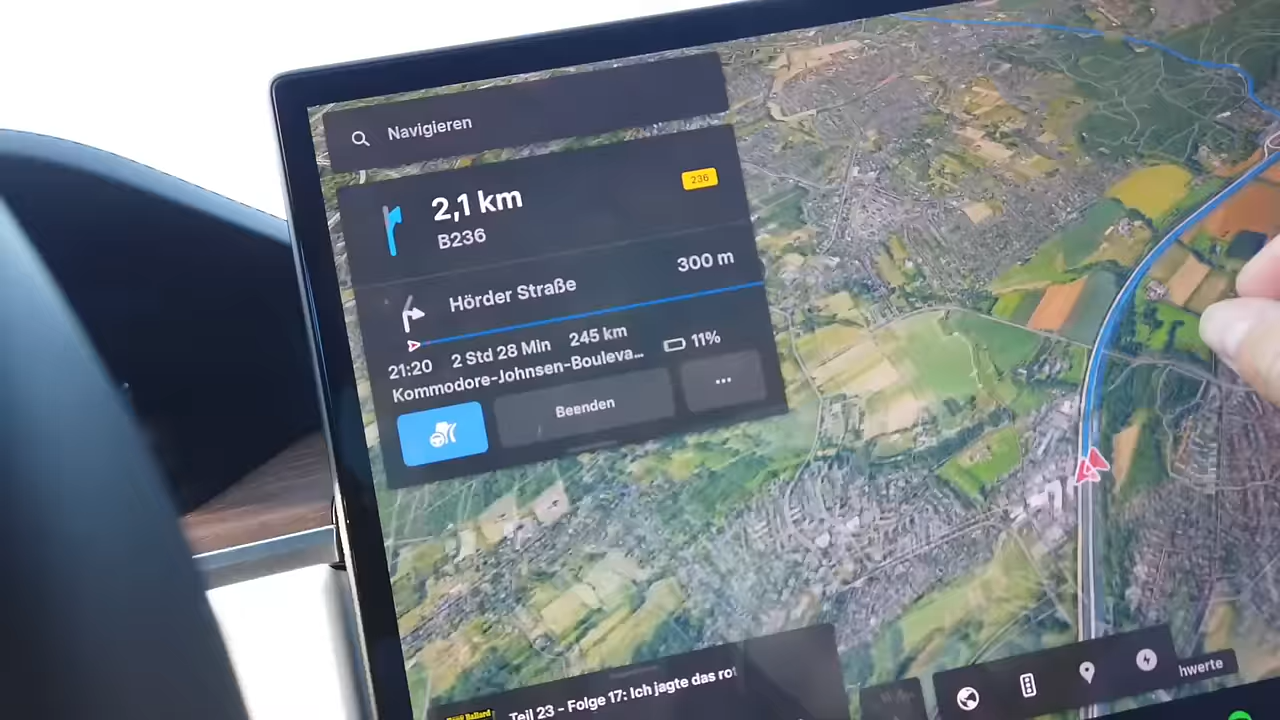 Navigieren
2,1 km
236
B236
Hörder Straße
300 m
21:20 2 Std 28 Min 245 km 11%
Kommodore-Johnsen-Bouleva...
Beenden
...
hwerte
Teil 23 - Folge 17: Ich jagte das rot